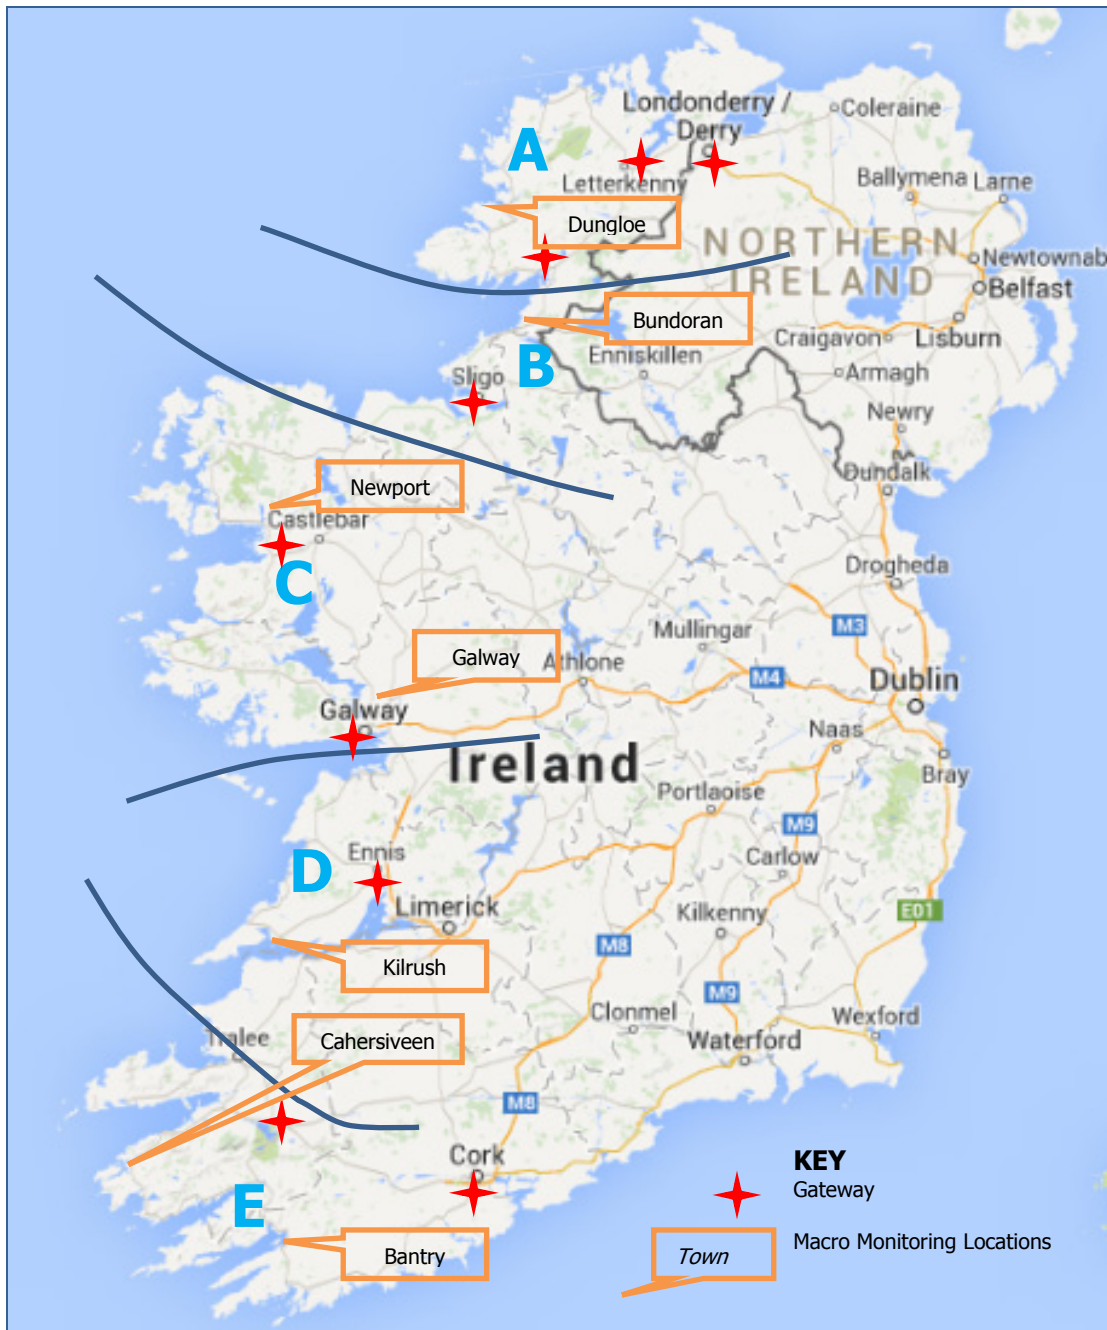 Londonderry /
Derry
Coleraine
A
Letterkenny
Ballymena
Larne
Dungloe
NORTHERN
IRELAND
Newtownab
Belfast
Bundoran
Craigavon
Lisburn
Enniskillen
B
Sligo
Armagh
Newry
Dundalk
Newport
Castlebar
C
Drogheda
Mullingar
M3
Galway
Athlone
M4
Dublin
Galway
Naas
Ireland
Bray
Portlaoise
M9
Ennis
Carlow
D
Limerick
Kilkenny
E01
M8
Kilrush
M9
Clonmel
Wexford
Tralee
Cahersiveen
Waterford
M8
Cork
KEY
Gateway
E
Bantry
Town
Macro Monitoring Locations